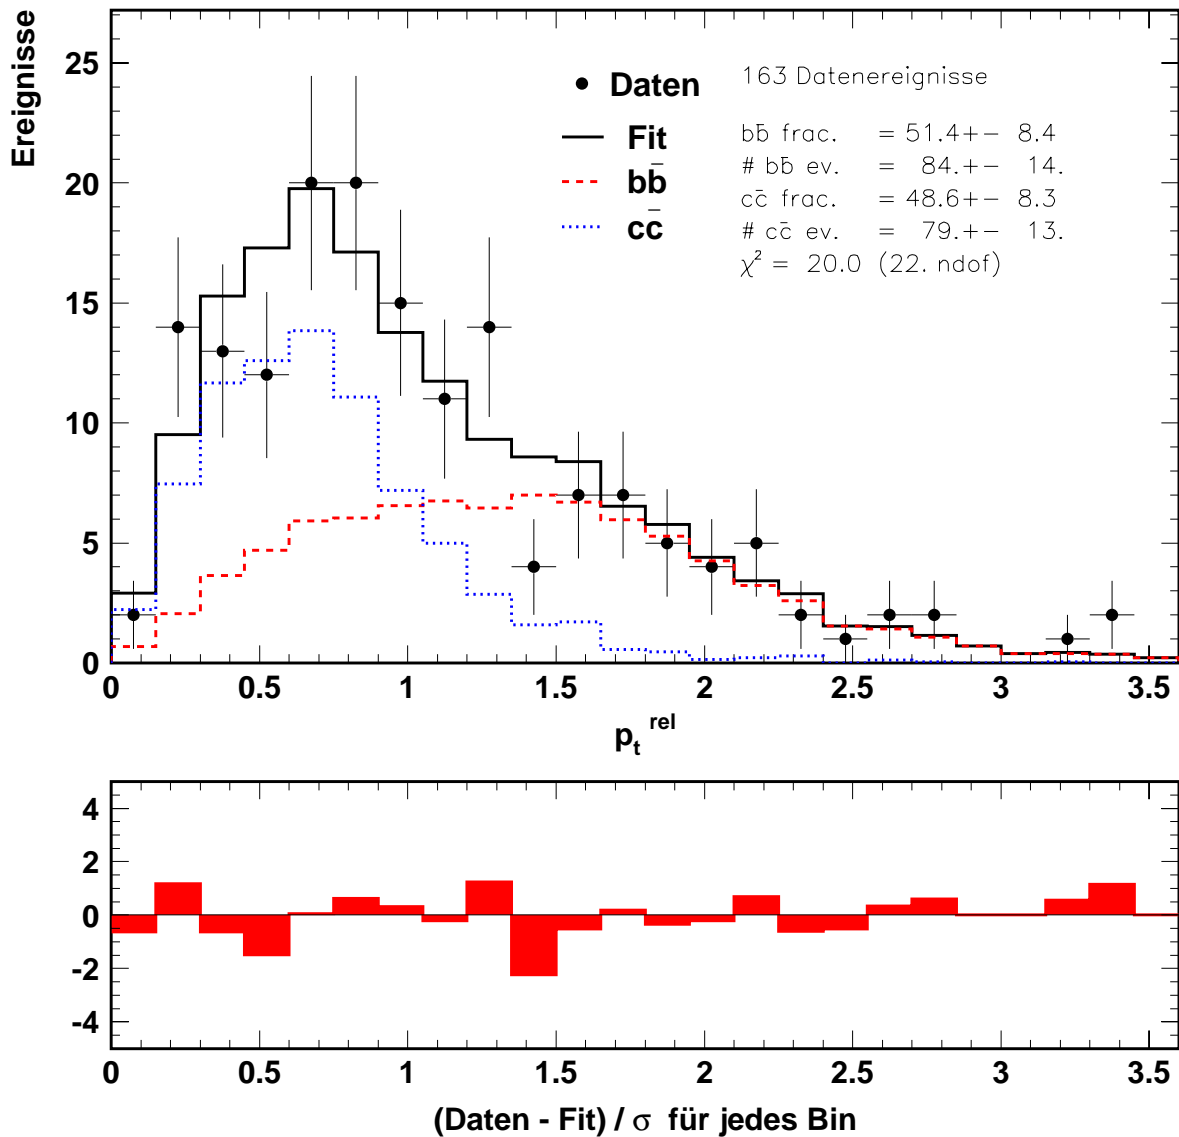 Ereignisse
25
20
15
10
5
0
Daten
Fit
bb̄
cc̄
163 Datenereignisse
bb̄ frac. = 51.4+− 8.4
# bb̄ ev. = 84.+− 14.
cc̄ frac. = 48.6+− 8.3
# cc̄ ev. = 79.+− 13.
χ² = 20.0 (22. ndof)
0 0.5 1 1.5 2 2.5 3 3.5
p_t^rel
4
2
0
-2
-4
0 0.5 1 1.5 2 2.5 3 3.5
(Daten - Fit) / σ für jedes Bin